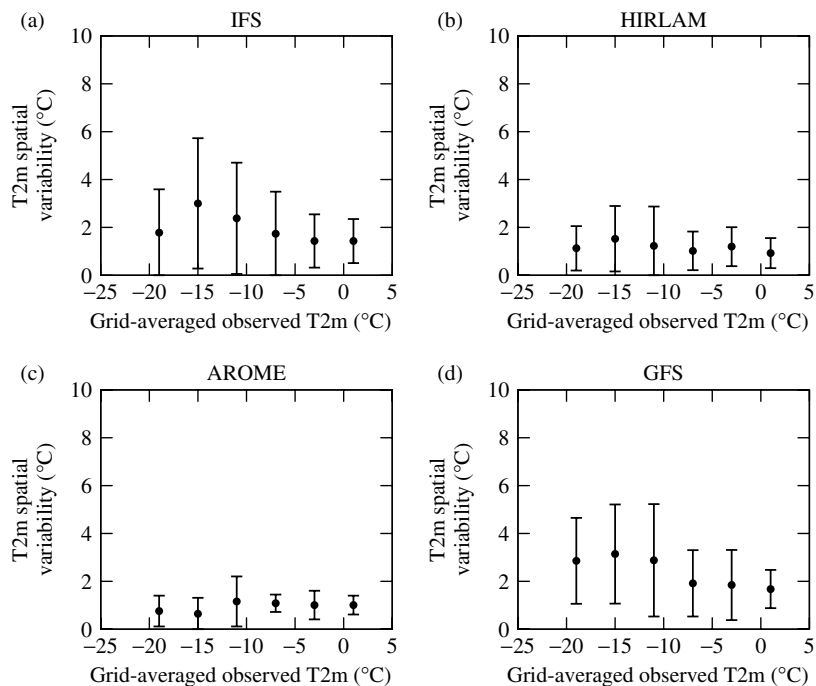 (a) IFS
10
8
6
4
2
0
T2m spatial
variability (°C)
−25 −20 −15 −10 −5 0 5
Grid-averaged observed T2m (°C)
(b) HIRLAM
10
8
6
4
2
0
T2m spatial
variability (°C)
−25 −20 −15 −10 −5 0 5
Grid-averaged observed T2m (°C)
(c) AROME
10
8
6
4
2
0
T2m spatial
variability (°C)
−25 −20 −15 −10 −5 0 5
Grid-averaged observed T2m (°C)
(d) GFS
10
8
6
4
2
0
T2m spatial
variability (°C)
−25 −20 −15 −10 −5 0 5
Grid-averaged observed T2m (°C)